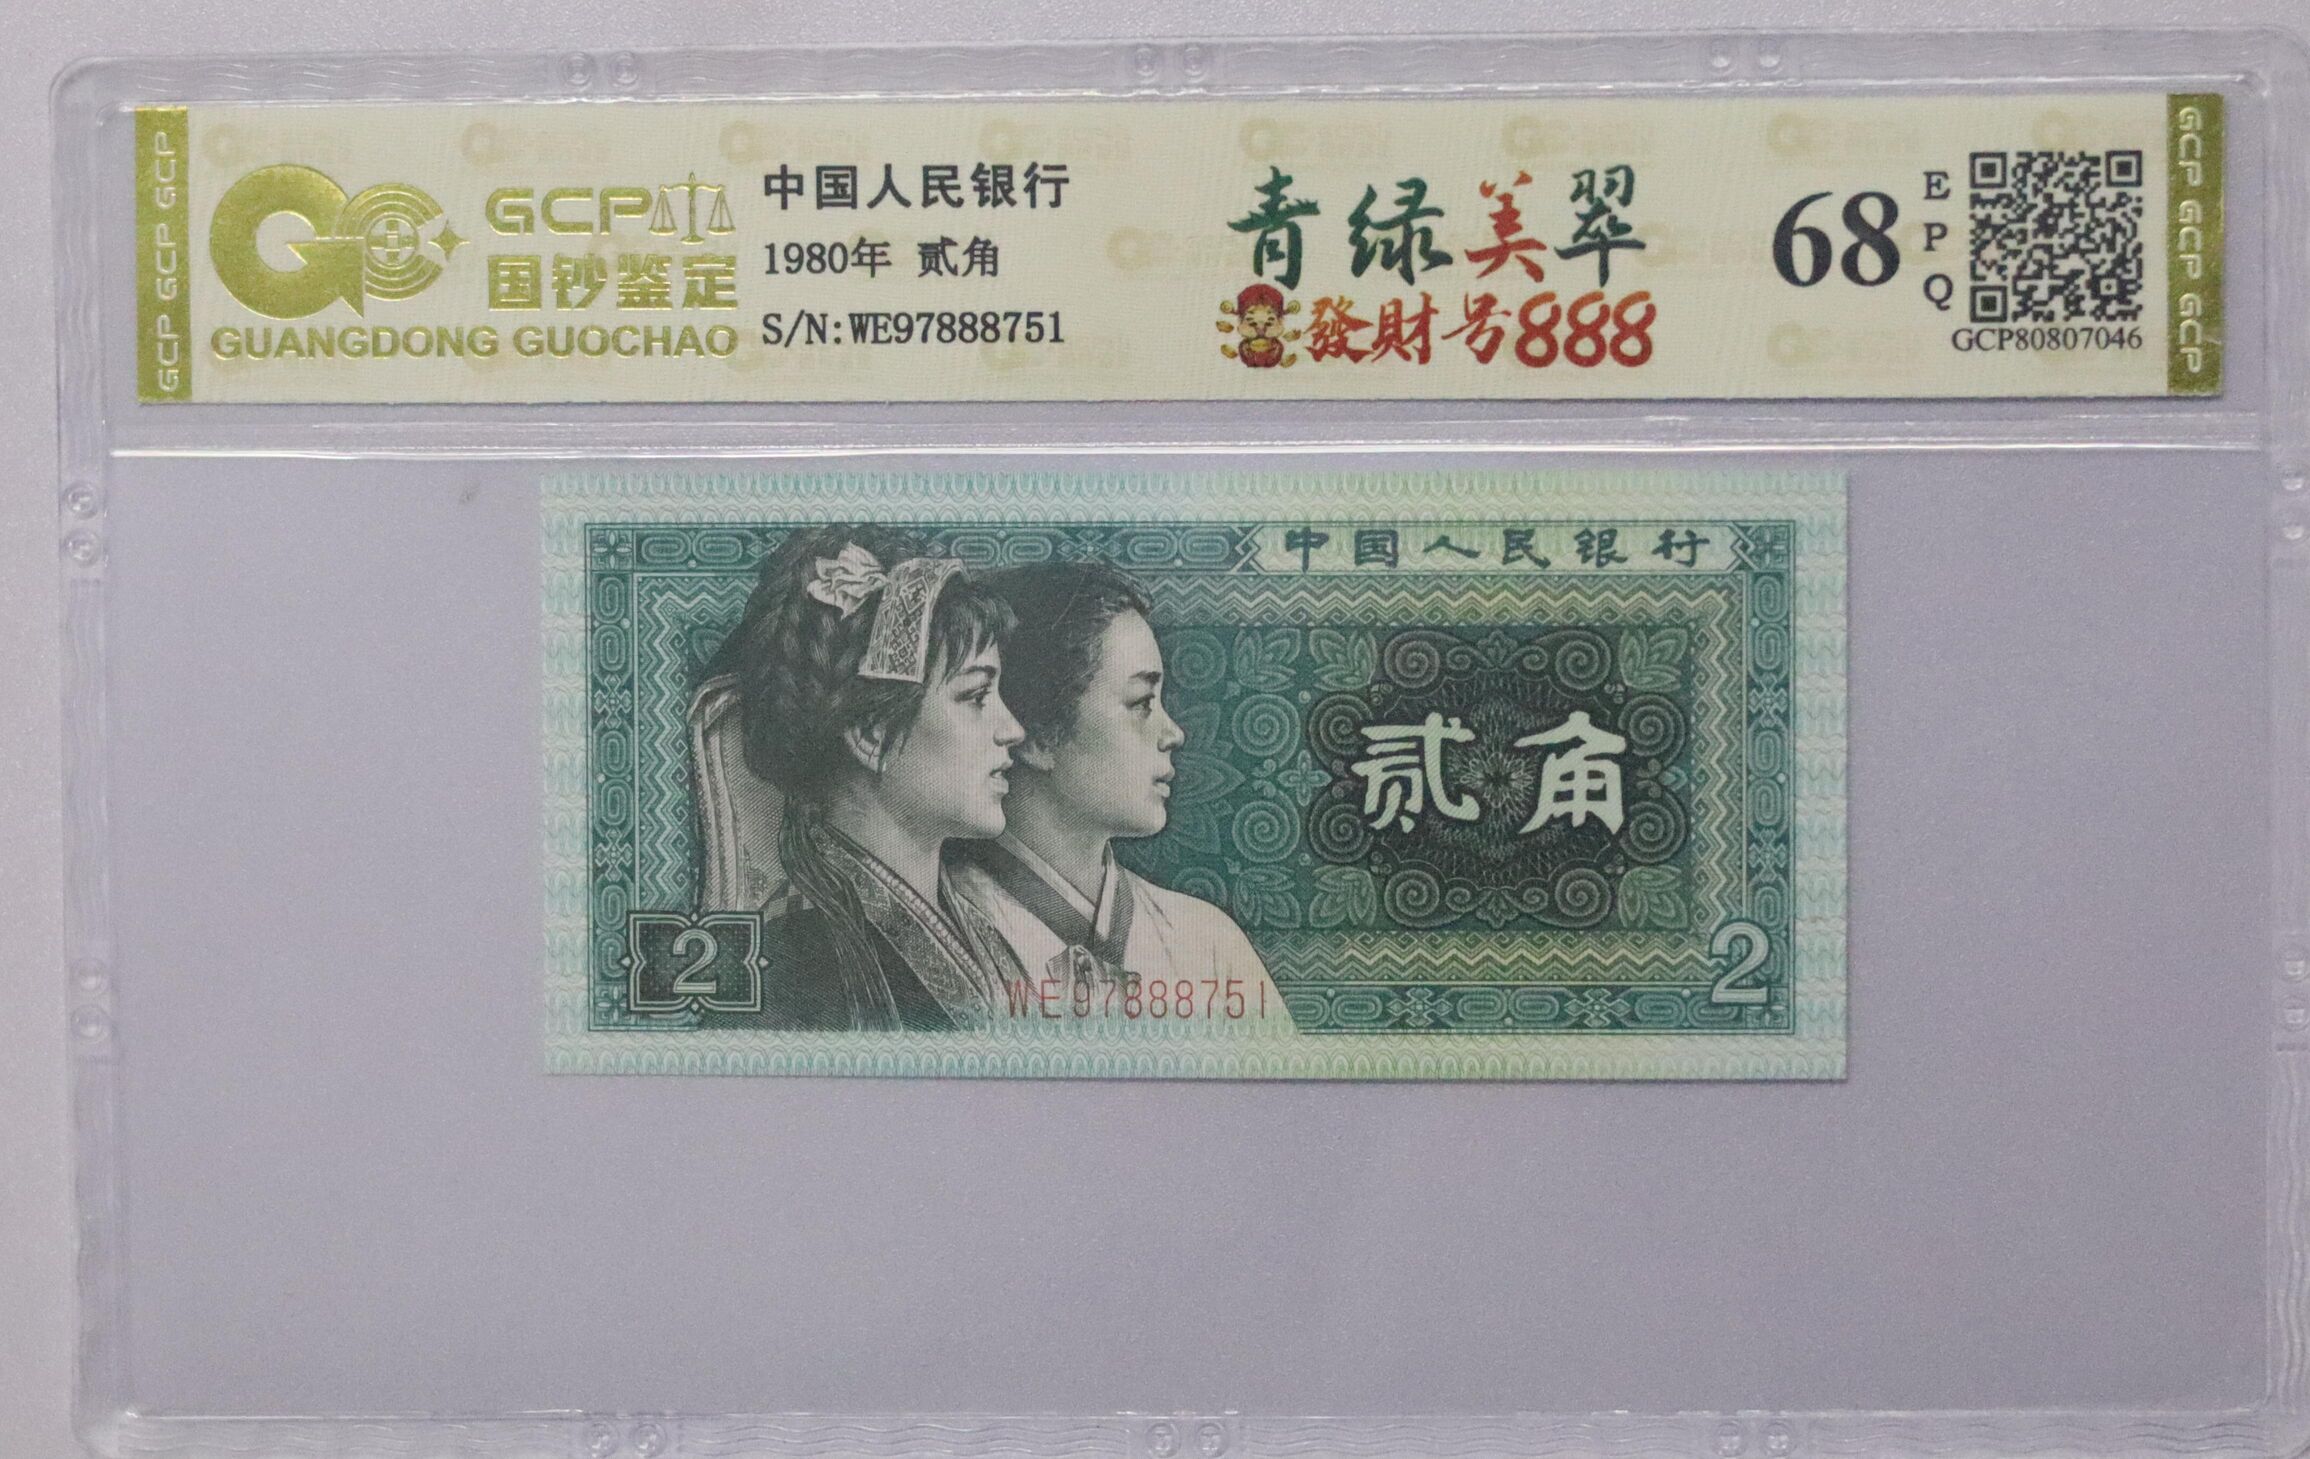 GCP GCP GCP
GCP
国钞鉴定
GUANGDONG GUOCHAO
中国人民银行
1980年 贰角
S/N:WE97888751
青绿美翠
發財号888
68
E
P
Q
GCP80807046
GCP GCP GCP
中国人民银行
贰角
2
WE97888751
2